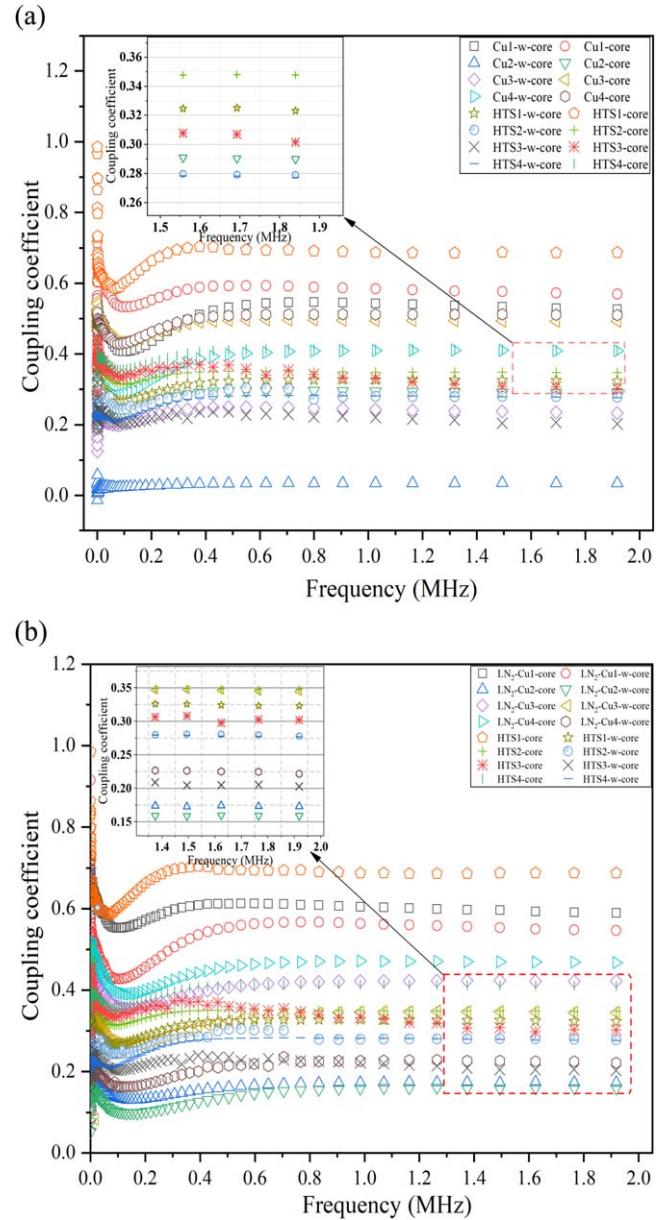 (a)
Coupling coefficient
1.2
1.0
0.8
0.6
0.4
0.2
0.0
0.0 0.2 0.4 0.6 0.8 1.0 1.2 1.4 1.6 1.8 2.0
Frequency (MHz)
Coupling coefficient
0.36
0.34
0.32
0.30
0.28
0.26
1.5 1.6 1.7 1.8 1.9
Frequency (MHz)
Cu1-w-core Cu1-core
Cu2-w-core Cu2-core
Cu3-w-core Cu3-core
Cu4-w-core Cu4-core
HTS1-w-core HTS1-core
HTS2-w-core HTS2-core
HTS3-w-core HTS3-core
HTS4-w-core HTS4-core
(b)
Coupling coefficient
1.2
1.0
0.8
0.6
0.4
0.2
0.0
0.0 0.2 0.4 0.6 0.8 1.0 1.2 1.4 1.6 1.8 2.0
Frequency (MHz)
Coupling coefficient
0.35
0.30
0.25
0.20
0.15
1.3 1.4 1.5 1.6 1.7 1.8 1.9 2.0
Frequency (MHz)
LN₂-Cu1-core LN₂-Cu1-w-core
LN₂-Cu2-core LN₂-Cu2-w-core
LN₂-Cu3-core LN₂-Cu3-w-core
LN₂-Cu4-core LN₂-Cu4-w-core
HTS1-core HTS1-w-core
HTS2-core HTS2-w-core
HTS3-core HTS3-w-core
HTS4-core HTS4-w-core